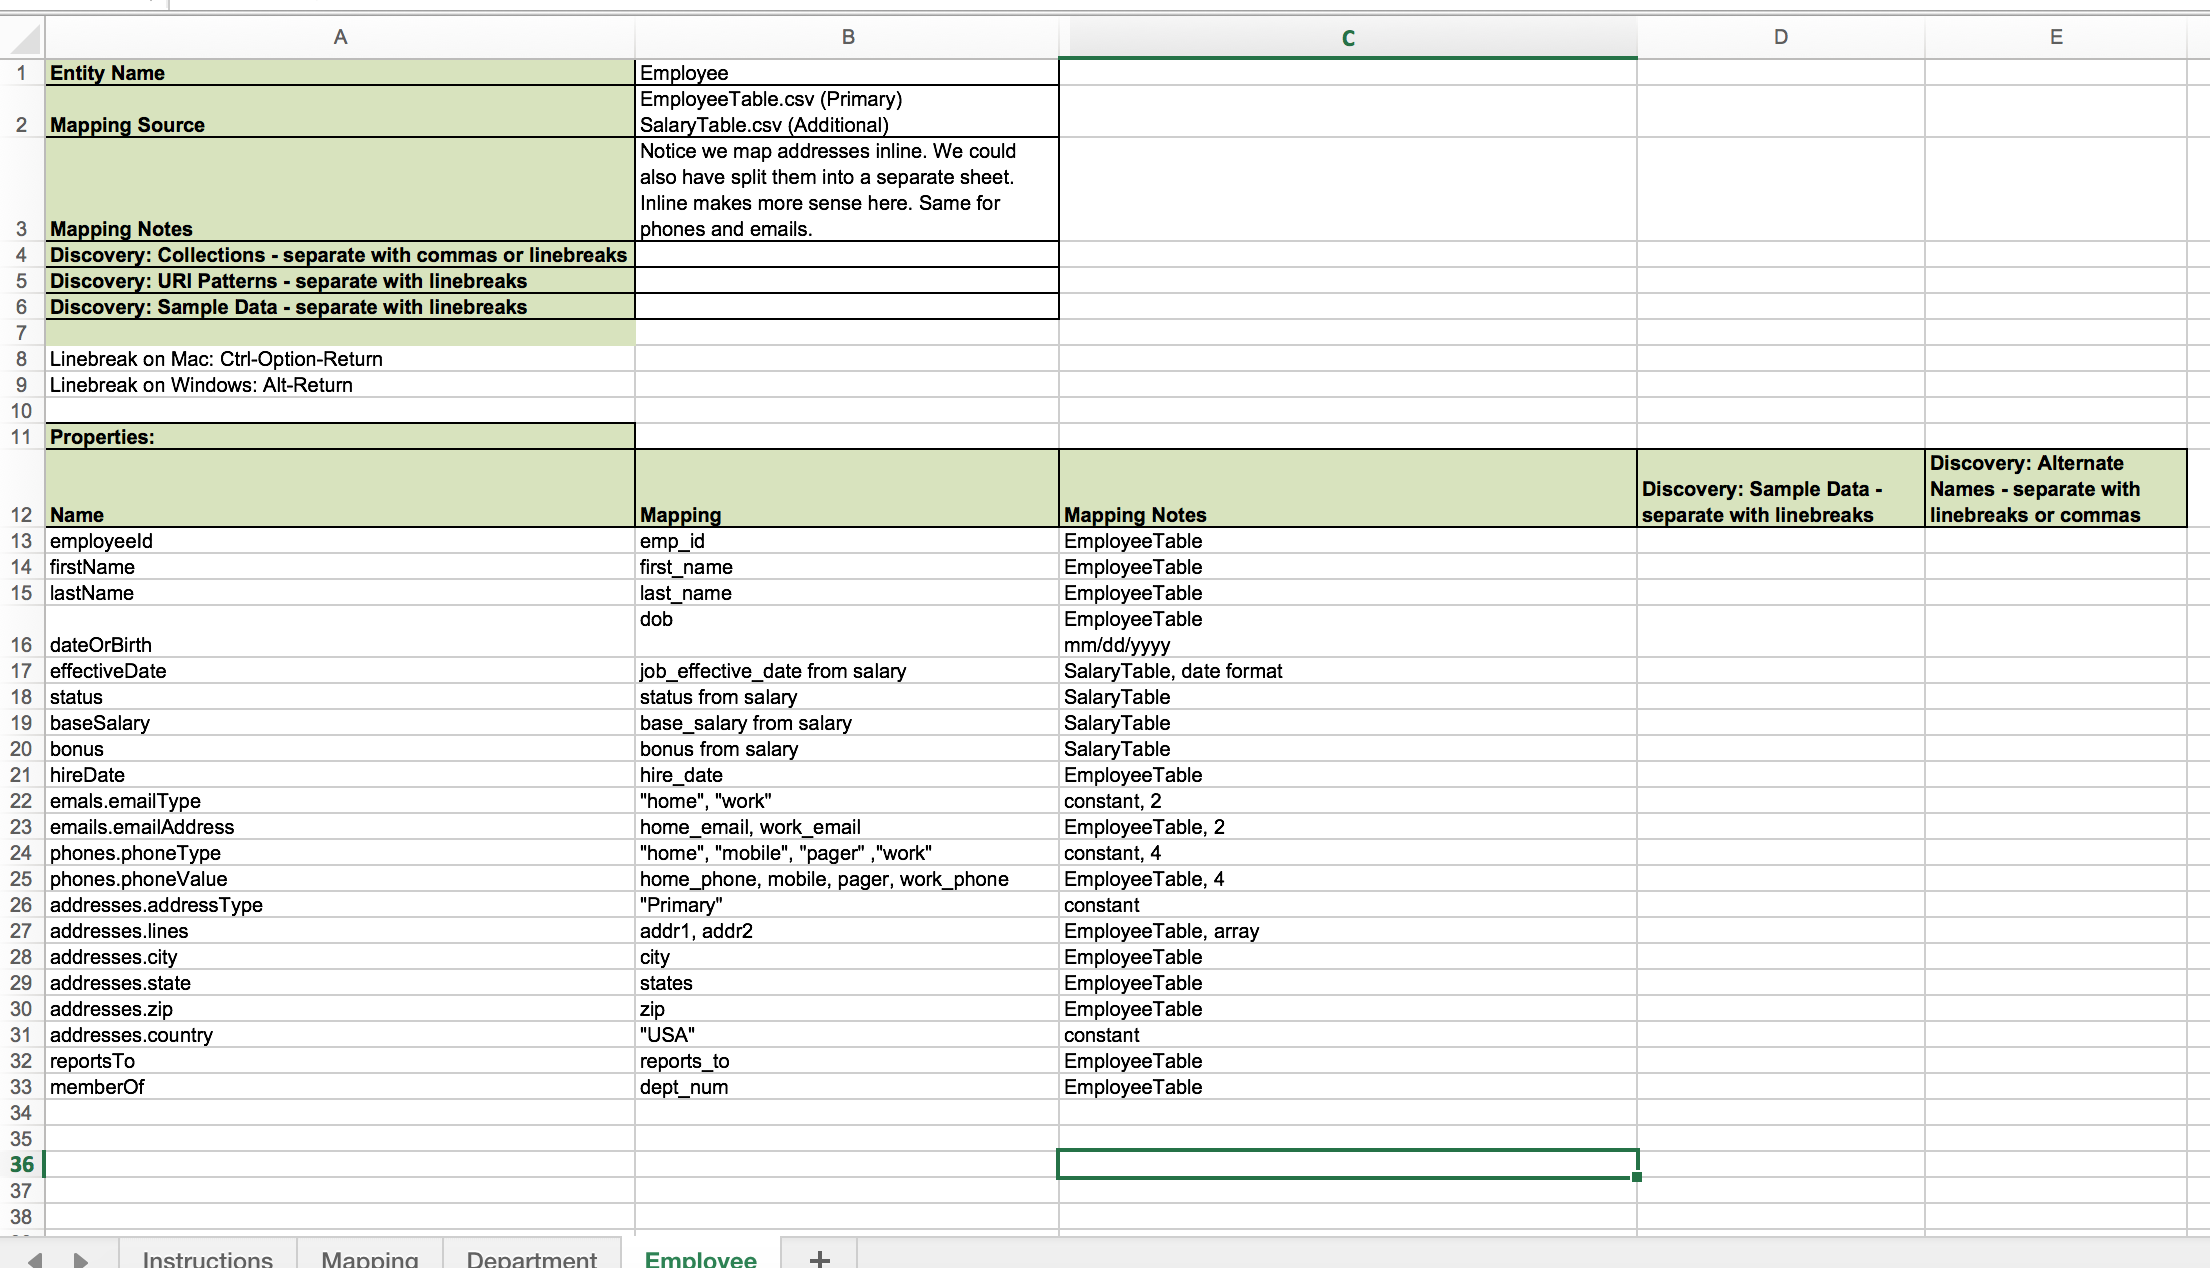 A B C D E
1 Entity Name Employee
EmployeeTable.csv (Primary)
2 Mapping Source SalaryTable.csv (Additional)
Notice we map addresses inline. We could
also have split them into a separate sheet.
Inline makes more sense here. Same for
3 Mapping Notes phones and emails.
4 Discovery: Collections - separate with commas or linebreaks
5 Discovery: URI Patterns - separate with linebreaks
6 Discovery: Sample Data - separate with linebreaks
7
8 Linebreak on Mac: Ctrl-Option-Return
9 Linebreak on Windows: Alt-Return
10
11 Properties:
Discovery: Alternate
Discovery: Sample Data - Names - separate with
12 Name Mapping Mapping Notes separate with linebreaks linebreaks or commas
13 employeeId emp_id EmployeeTable
14 firstName first_name EmployeeTable
15 lastName last_name EmployeeTable
dob EmployeeTable
16 dateOrBirth mm/dd/yyyy
17 effectiveDate job_effective_date from salary SalaryTable, date format
18 status status from salary SalaryTable
19 baseSalary base_salary from salary SalaryTable
20 bonus bonus from salary SalaryTable
21 hireDate hire_date EmployeeTable
22 emals.emailType "home", "work" constant, 2
23 emails.emailAddress home_email, work_email EmployeeTable, 2
24 phones.phoneType "home", "mobile", "pager" ,"work" constant, 4
25 phones.phoneValue home_phone, mobile, pager, work_phone EmployeeTable, 4
26 addresses.addressType "Primary" constant
27 addresses.lines addr1, addr2 EmployeeTable, array
28 addresses.city city EmployeeTable
29 addresses.state states EmployeeTable
30 addresses.zip zip EmployeeTable
31 addresses.country "USA" constant
32 reportsTo reports_to EmployeeTable
33 memberOf dept_num EmployeeTable
34
35
36
37
38
Instructions Mapping Department Employee +